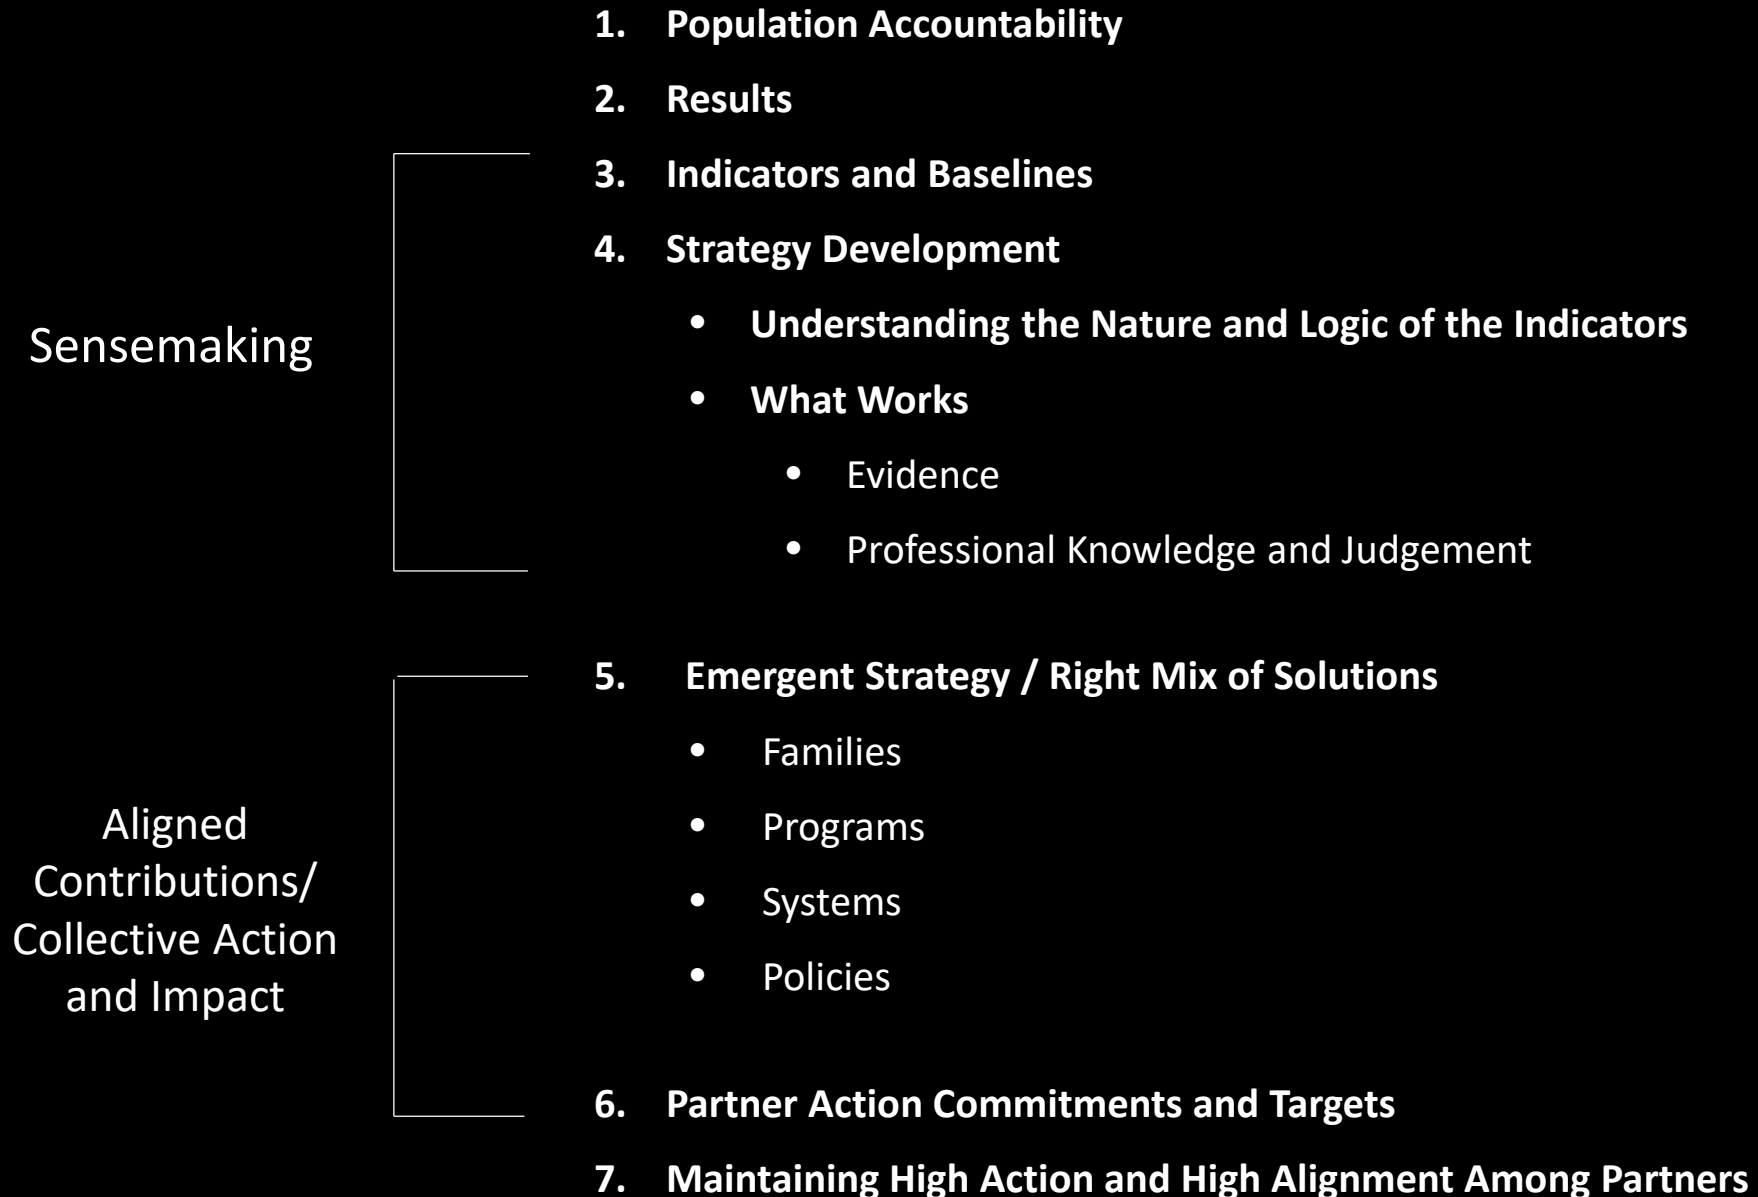 1. Population Accountability
2. Results
3. Indicators and Baselines
4. Strategy Development
• Understanding the Nature and Logic of the Indicators
• What Works
• Evidence
• Professional Knowledge and Judgement
Sensemaking
5. Emergent Strategy / Right Mix of Solutions
• Families
• Programs
• Systems
• Policies
Aligned
Contributions/
Collective Action
and Impact
6. Partner Action Commitments and Targets
7. Maintaining High Action and High Alignment Among Partners